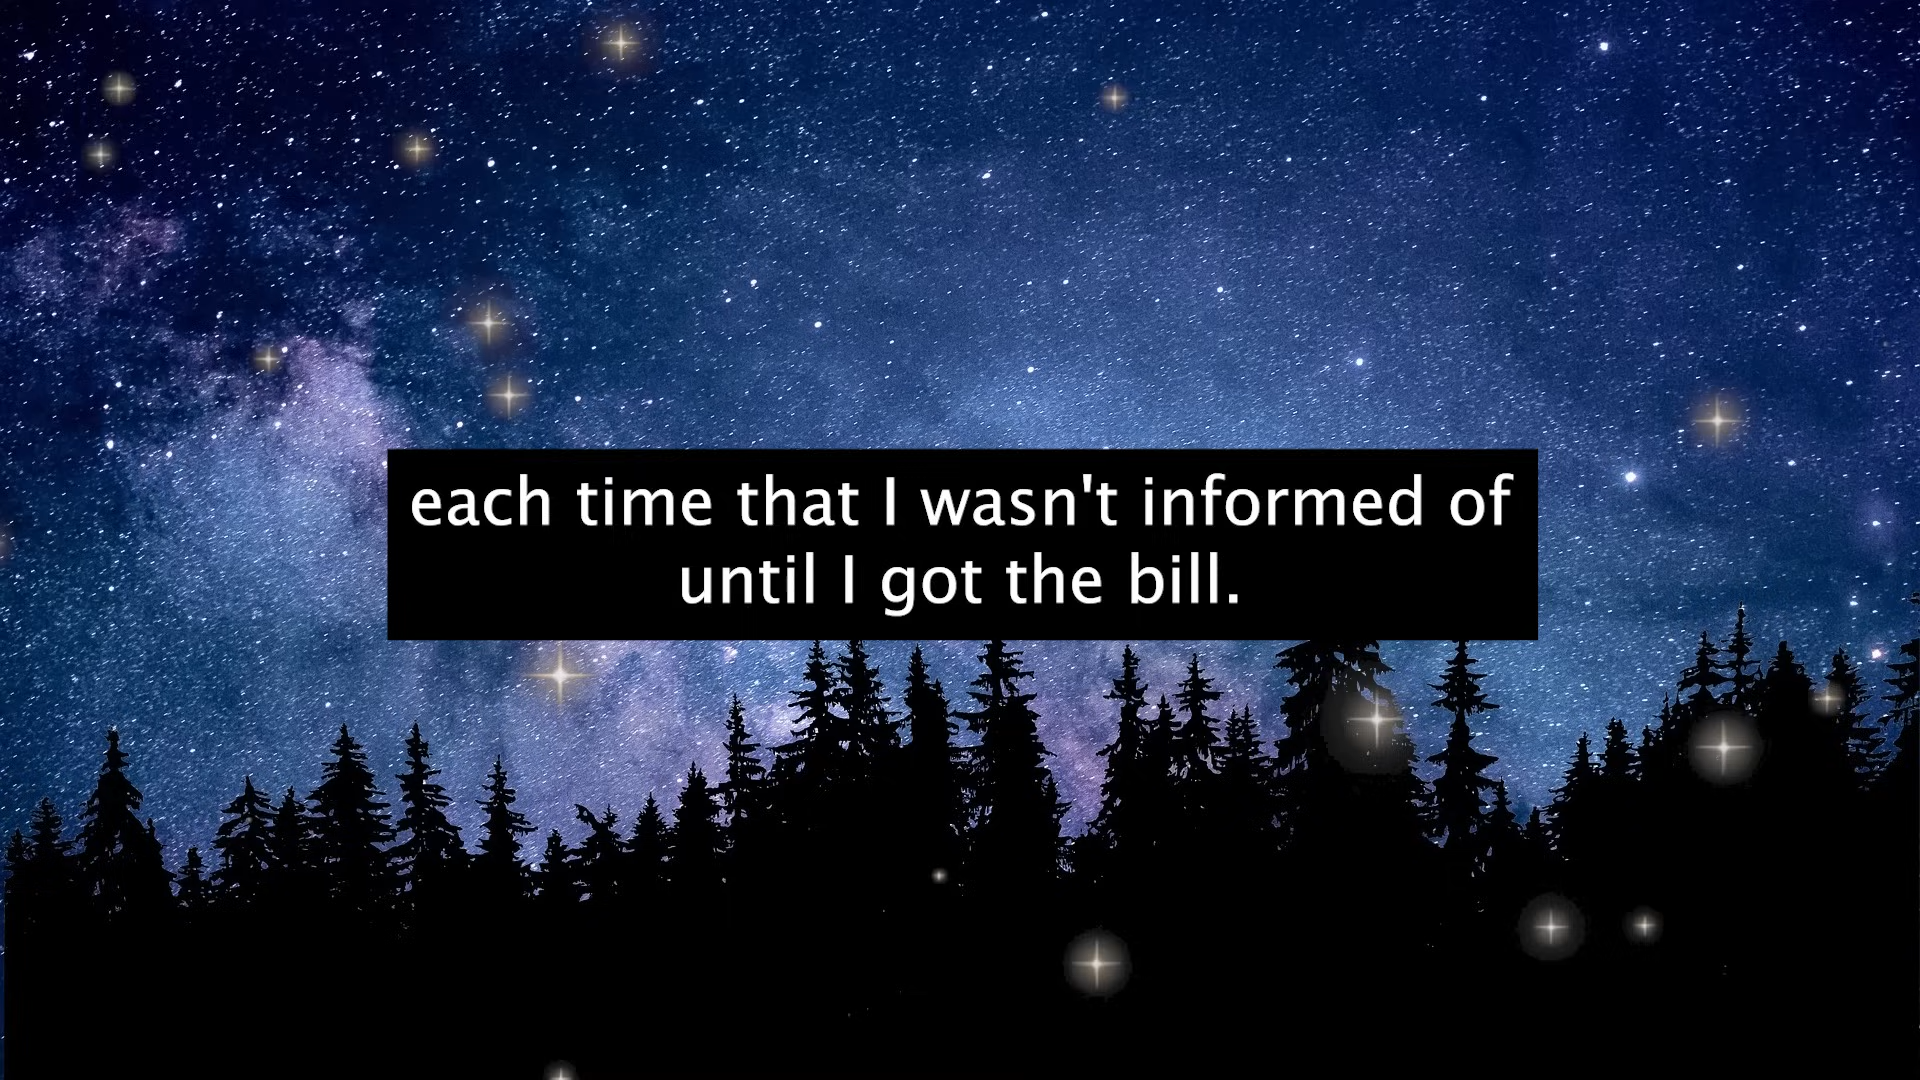 each time that I wasn't informed of
until I got the bill.